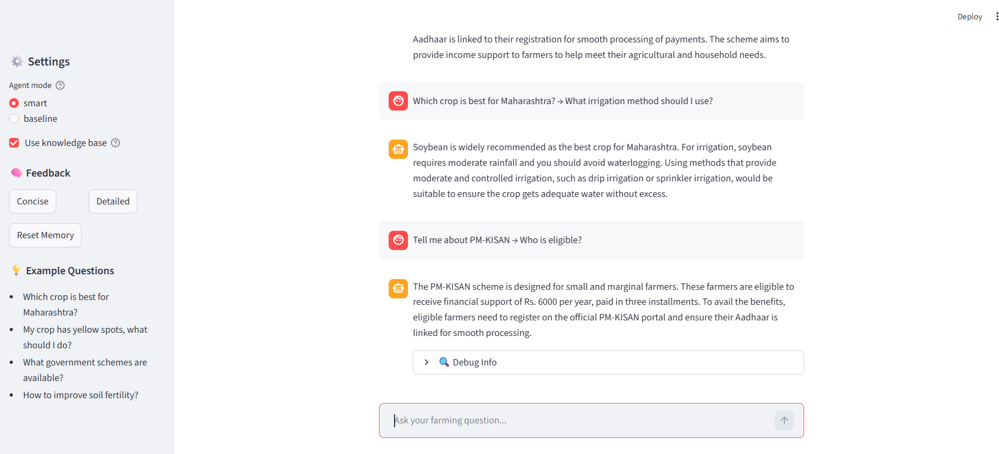 Deploy
Settings
Agent mode
smart
baseline
Use knowledge base
Feedback
Concise
Detailed
Reset Memory
Example Questions
Which crop is best for
Maharashtra?
My crop has yellow spots, what
should I do?
What government schemes are
available?
How to improve soil fertility?
Aadhaar is linked to their registration for smooth processing of payments. The scheme aims to
provide income support to farmers to help meet their agricultural and household needs.
Which crop is best for Maharashtra? → What irrigation method should I use?
Soybean is widely recommended as the best crop for Maharashtra. For irrigation, soybean
requires moderate rainfall and you should avoid waterlogging. Using methods that provide
moderate and controlled irrigation, such as drip irrigation or sprinkler irrigation, would be
suitable to ensure the crop gets adequate water without excess.
Tell me about PM-KISAN → Who is eligible?
The PM-KISAN scheme is designed for small and marginal farmers. These farmers are eligible to
receive financial support of Rs. 6000 per year, paid in three installments. To avail the benefits,
eligible farmers need to register on the official PM-KISAN portal and ensure their Aadhaar is
linked for smooth processing.
Debug Info
Ask your farming question...